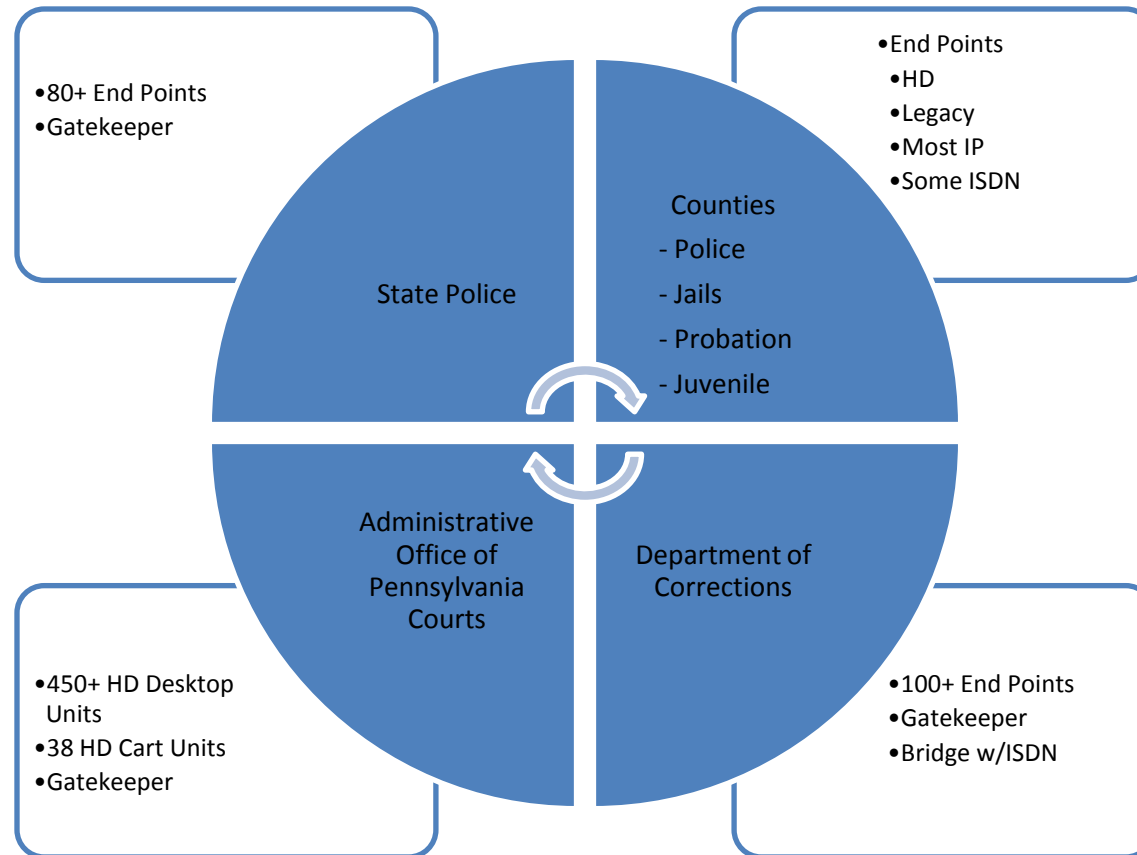 •80+ End Points
•Gatekeeper
•End Points
•HD
•Legacy
•Most IP
•Some ISDN
State Police
Counties
- Police
- Jails
- Probation
- Juvenile
Administrative
Office of
Pennsylvania
Courts
Department of
Corrections
•450+ HD Desktop
Units
•38 HD Cart Units
•Gatekeeper
•100+ End Points
•Gatekeeper
•Bridge w/ISDN